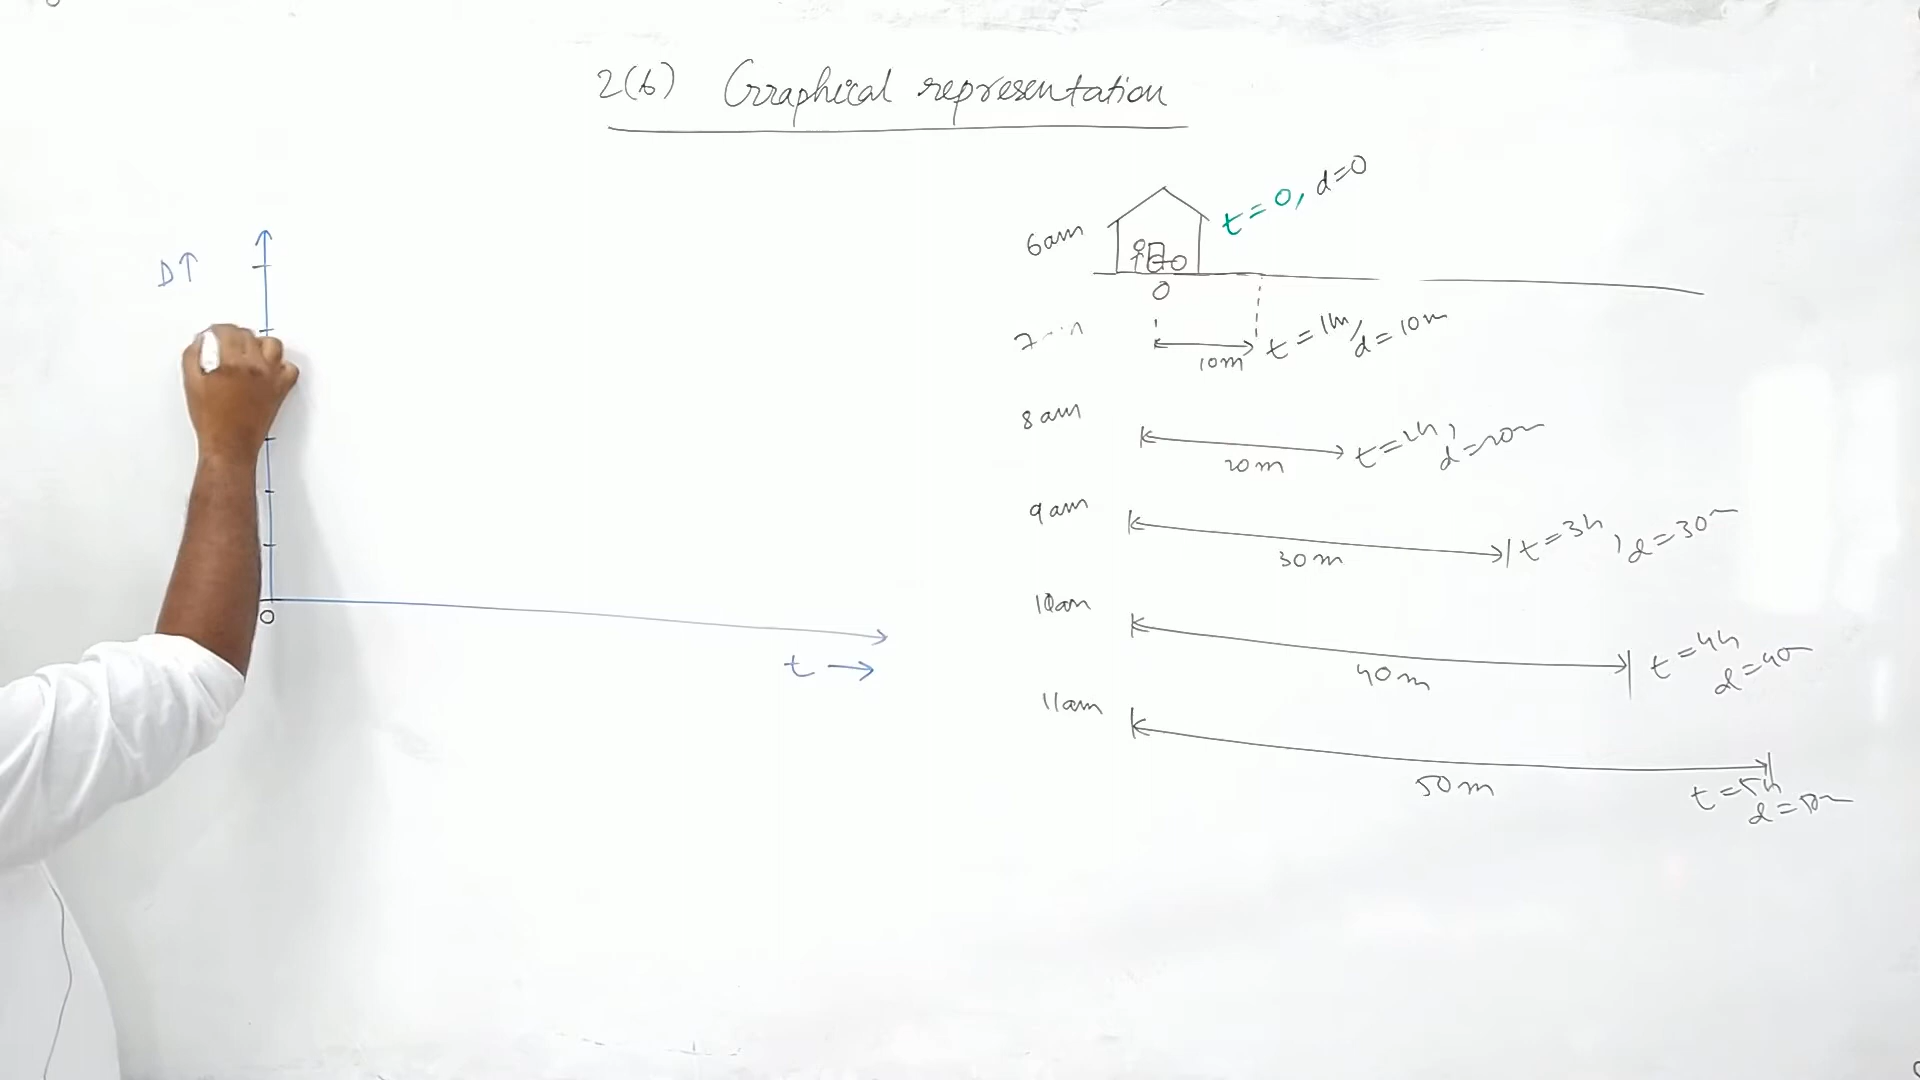 2(b) Graphical representation
D↑
0
t →
6am
t=0, d=0
0
10m
t=1h, d=10m
8am
20m
t=2h, d=20m
9am
30m
t=3h, d=30m
10am
40m
t=4h d=40m
11am
50m
t=5h d=50m